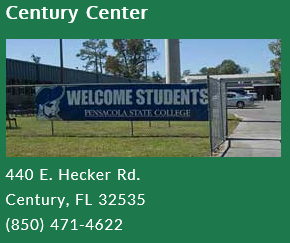 Century Center
WELCOME STUDENTS
PENSACOLA STATE COLLEGE
440 E. Hecker Rd.
Century, FL 32535
(850) 471-4622